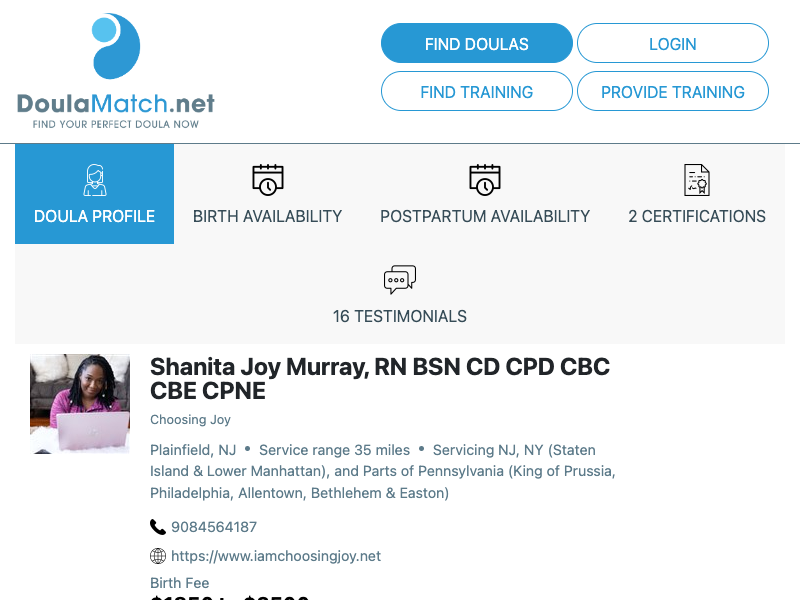 FIND DOULAS
LOGIN
DoulaMatch.net
FIND YOUR PERFECT DOULA NOW
FIND TRAINING
PROVIDE TRAINING
DOULA PROFILE
BIRTH AVAILABILITY
POSTPARTUM AVAILABILITY
2 CERTIFICATIONS
16 TESTIMONIALS
Shanita Joy Murray, RN BSN CD CPD CBC
CBE CPNE
Choosing Joy
Plainfield, NJ • Service range 35 miles • Servicing NJ, NY (Staten
Island & Lower Manhattan), and Parts of Pennsylvania (King of Prussia,
Philadelphia, Allentown, Bethlehem & Easton)
9084564187
https://www.iamchoosingjoy.net
Birth Fee